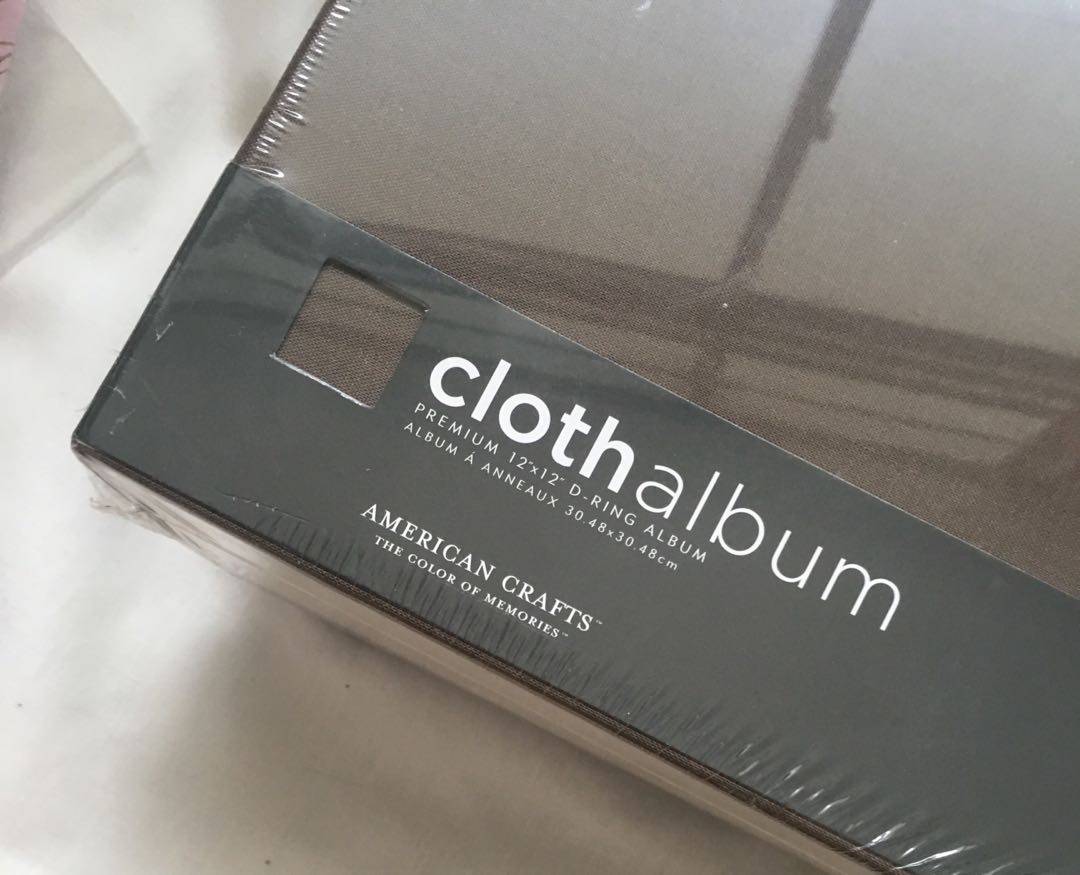 clothalbum
PREMIUM 12"x12" D-RING ALBUM
ALBUM À ANNEAUX 30.48x30.48cm
AMERICAN CRAFTS™
THE COLOR OF MEMORIES™